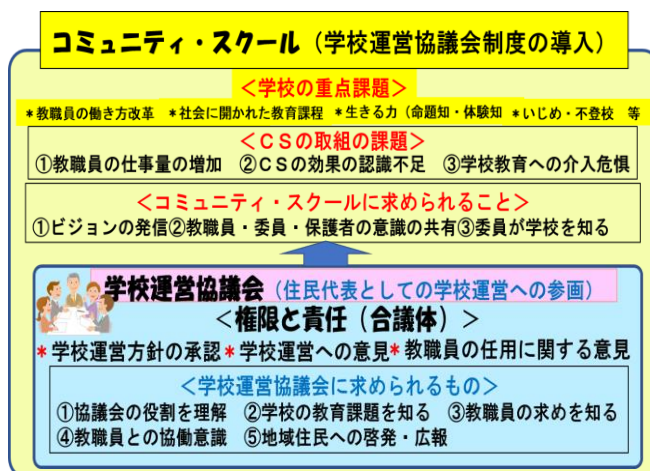 コミュニティ・スクール（学校運営協議会制度の導入）
＜学校の重点課題＞
＊教職員の働き方改革　＊社会に開かれた教育課程　＊生きる力（命題知・体験知　＊いじめ・不登校　等
＜ＣＳの取組の課題＞
①教職員の仕事量の増加　②ＣＳの効果の認識不足　③学校教育への介入危惧
＜コミュニティ・スクールに求められること＞
①ビジョンの発信②教職員・委員・保護者の意識の共有③委員が学校を知る
学校運営協議会（住民代表としての学校運営への参画）
＜権限と責任（合議体）＞
＊学校運営方針の承認＊学校運営への意見＊教職員の任用に関する意見
＜学校運営協議会に求められるもの＞
①協議会の役割を理解　②学校の教育課題を知る　③教職員の求めを知る
④教職員との協働意識　⑤地域住民への啓発・広報